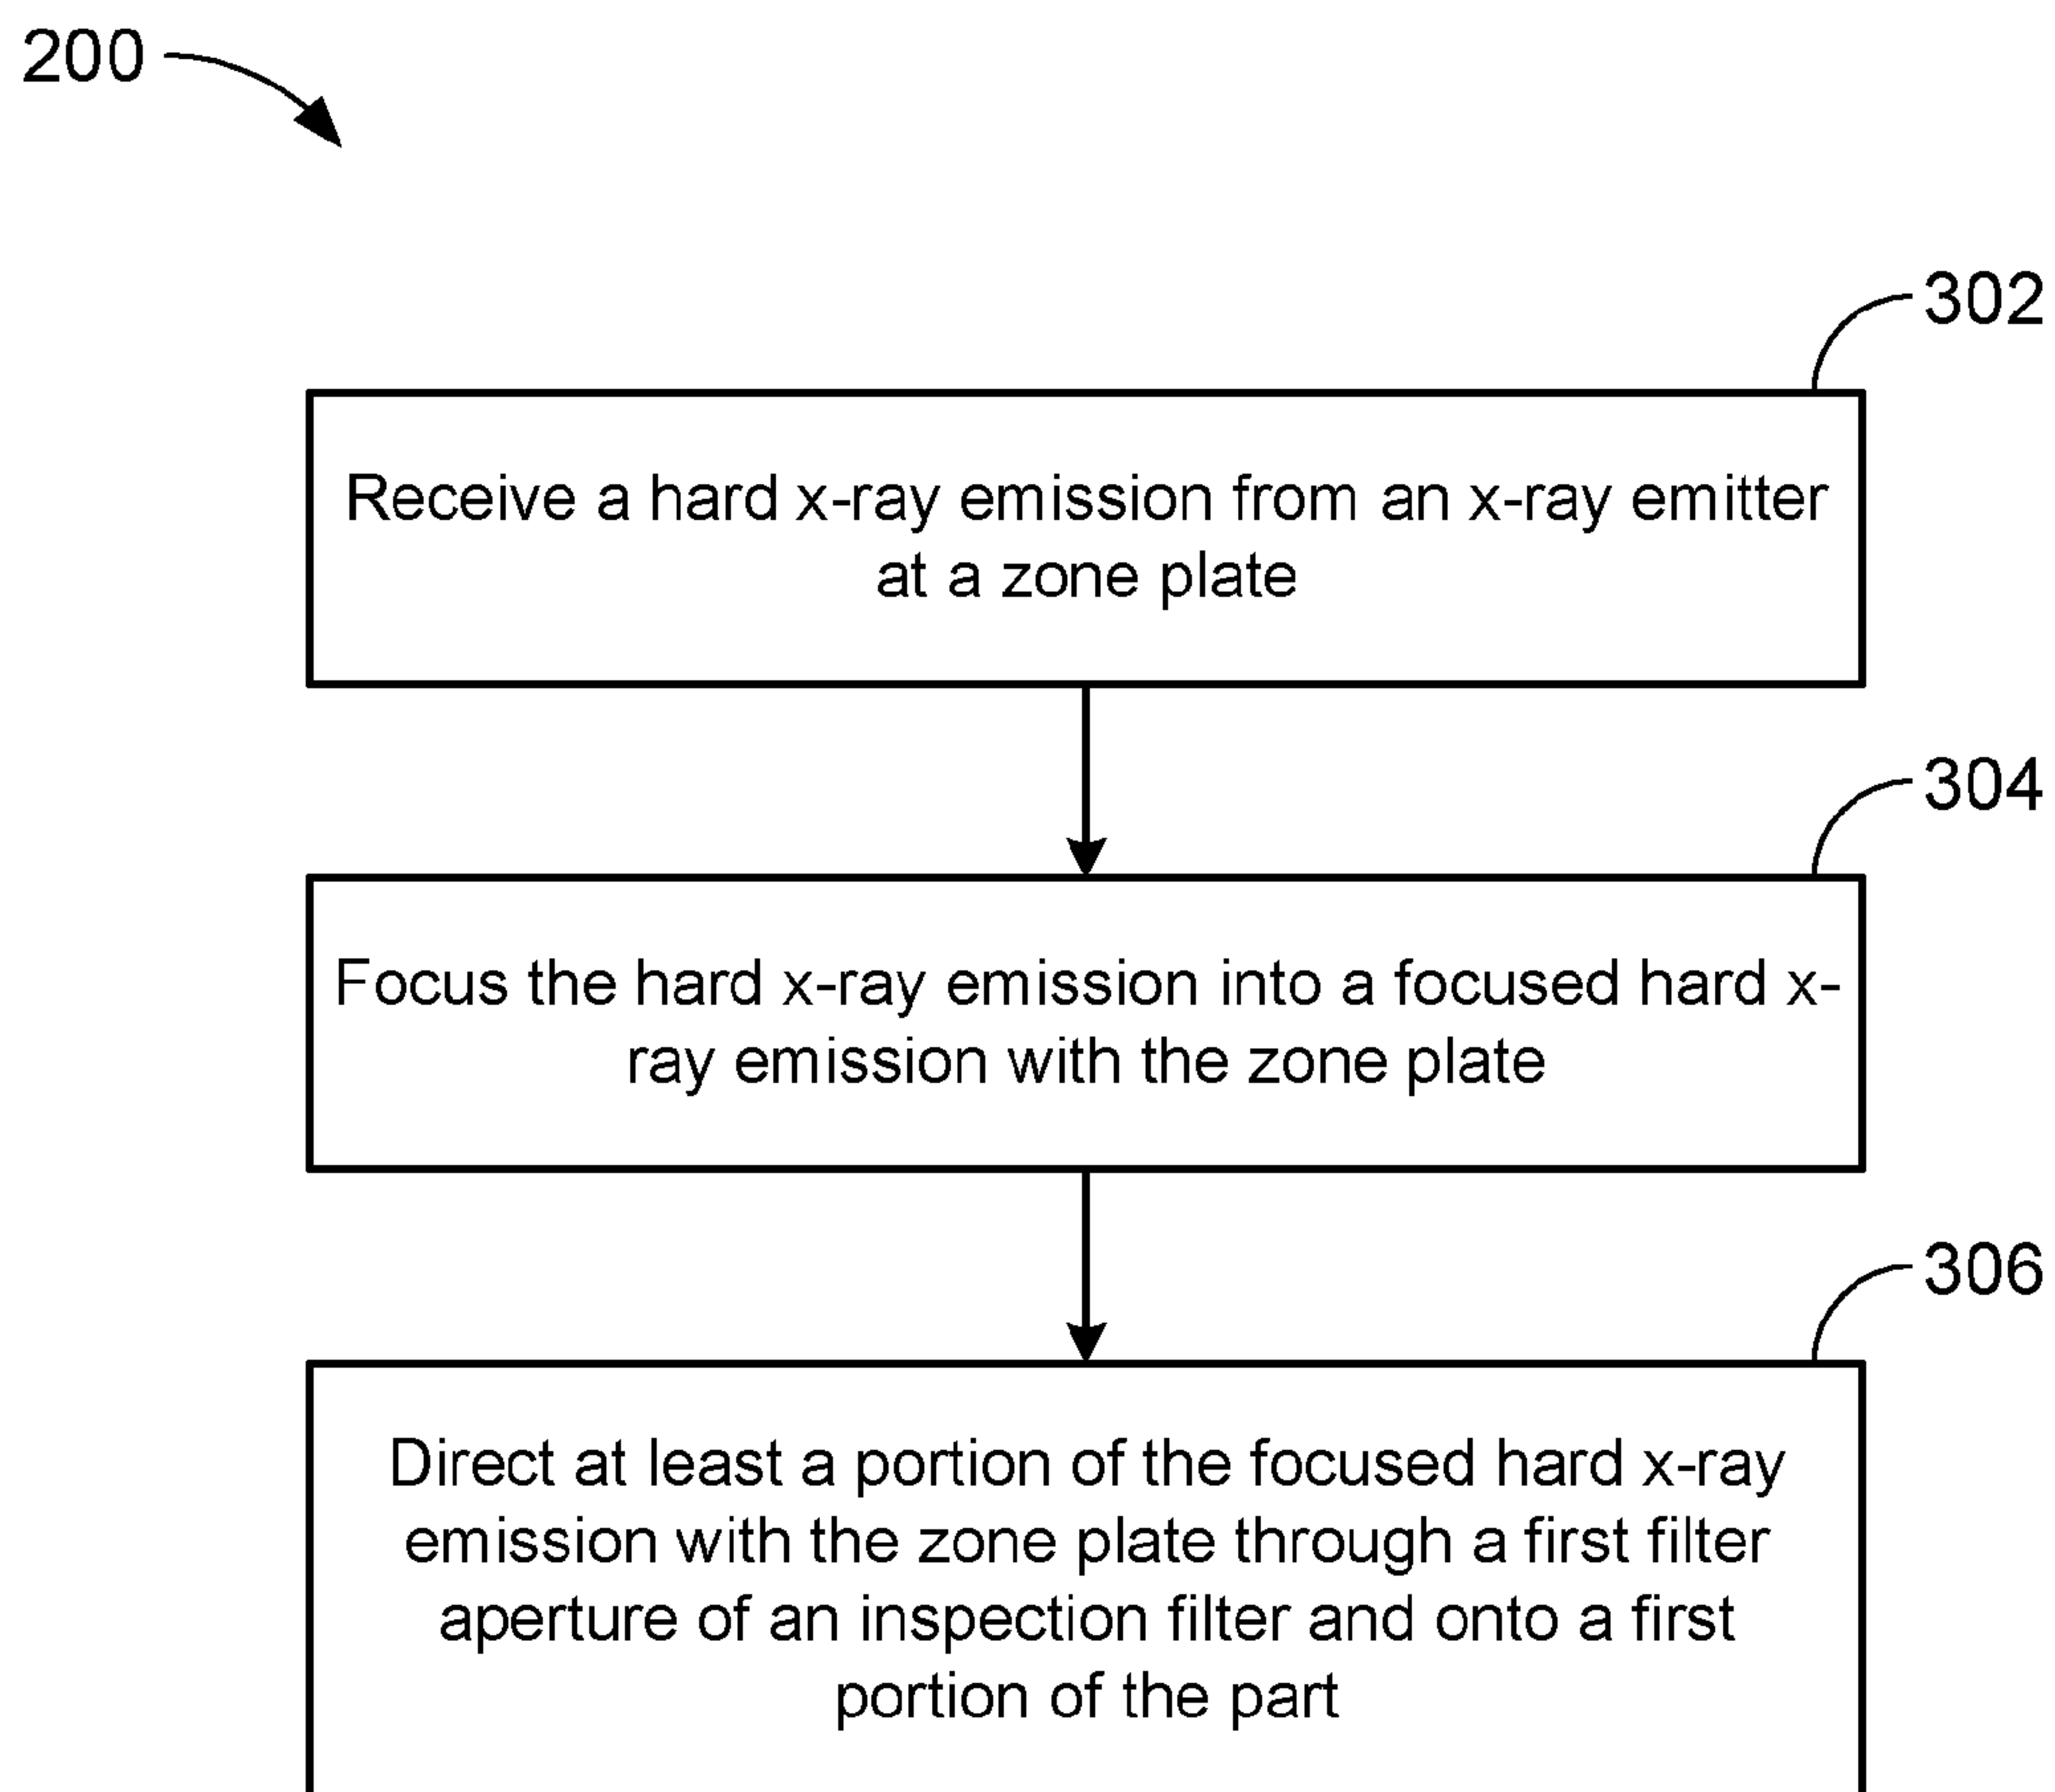 200
302
Receive a hard x-ray emission from an x-ray emitter
at a zone plate
304
Focus the hard x-ray emission into a focused hard x-
ray emission with the zone plate
306
Direct at least a portion of the focused hard x-ray
emission with the zone plate through a first filter
aperture of an inspection filter and onto a first
portion of the part